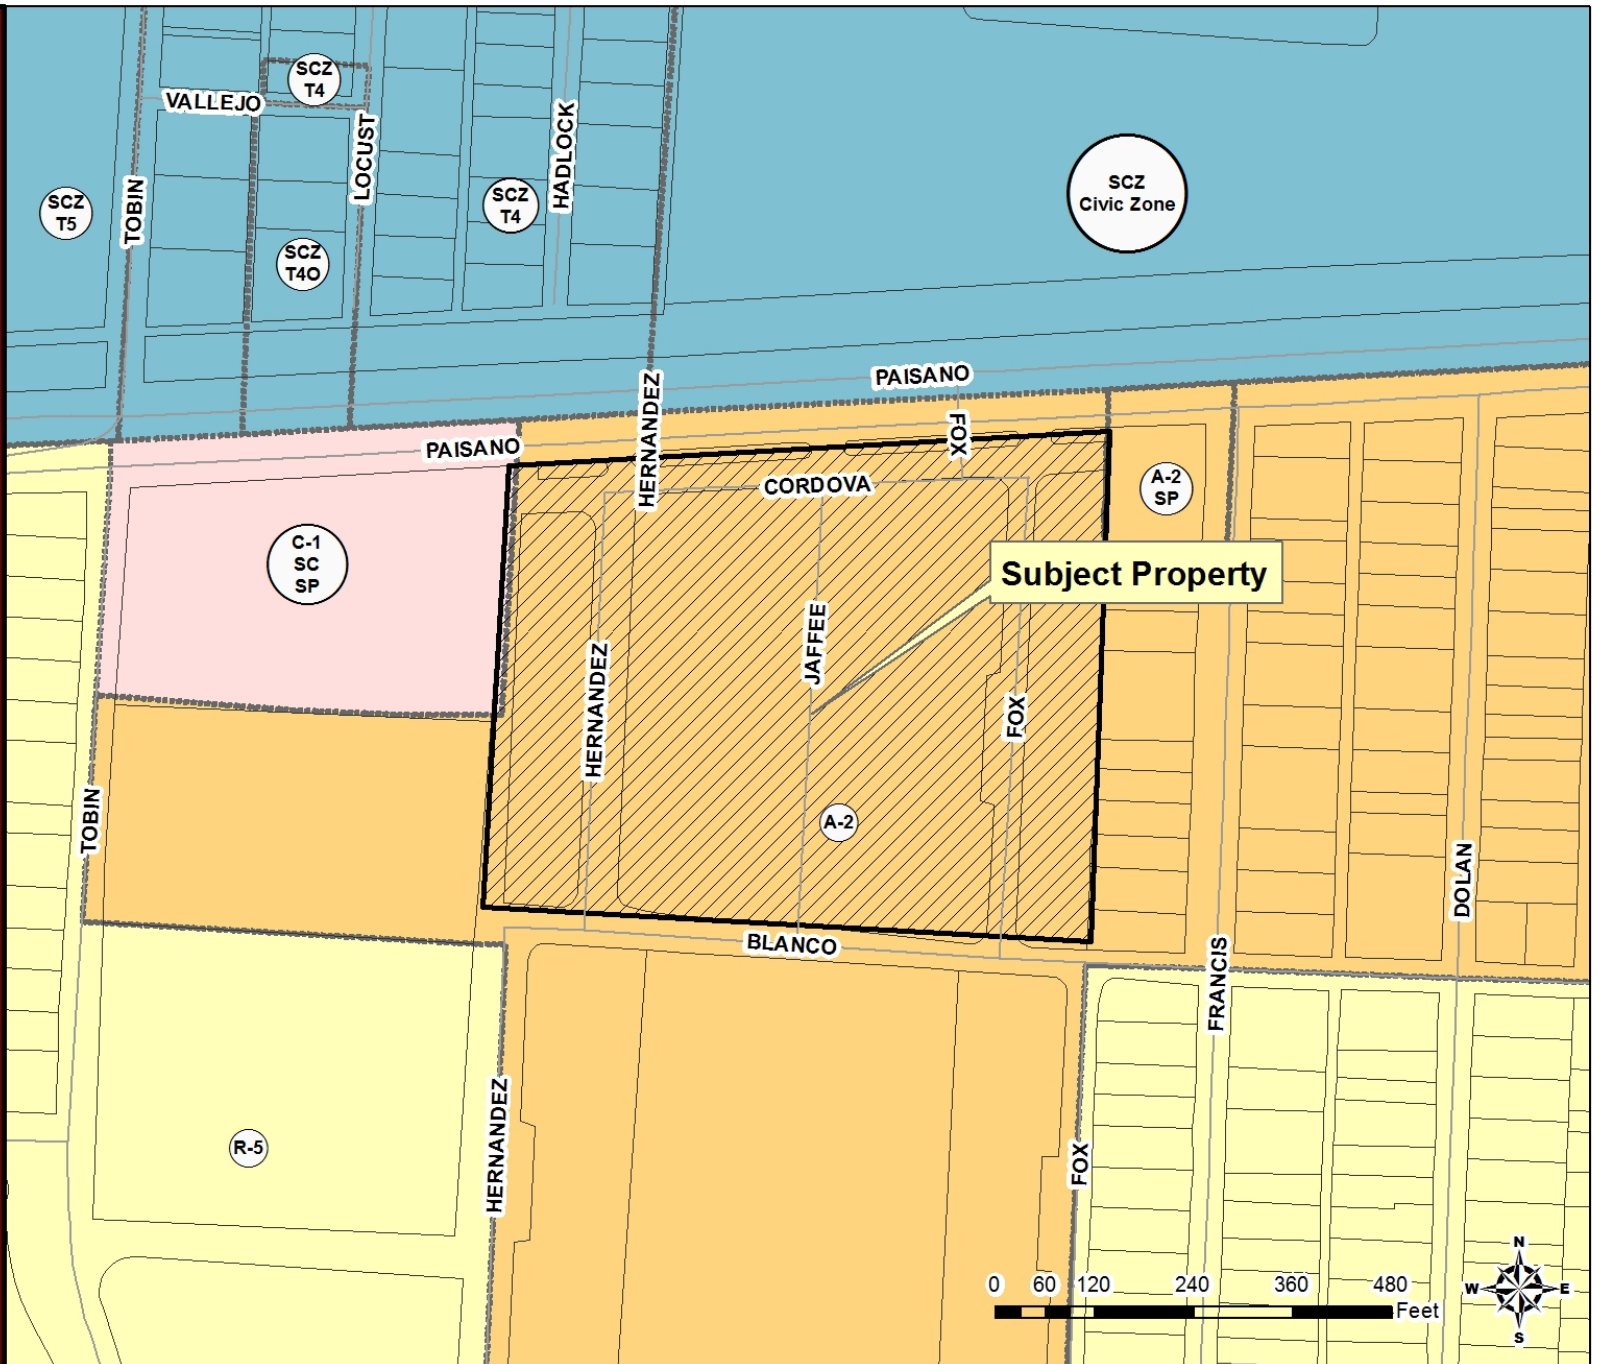 SCZ
T4
VALLEJO
LOCUST
HADLOCK
SCZ
Civic Zone
SCZ
T5
TOBIN
SCZ
T4
SCZ
T4O
PAISANO
HERNANDEZ
FOX
PAISANO
CORDOVA
A-2
SP
C-1
SC
SP
Subject Property
JAFFEE
HERNANDEZ
FOX
TOBIN
A-2
DOLAN
BLANCO
FRANCIS
R-5
HERNANDEZ
FOX
N
W E
S
0 60 120 240 360 480
Feet